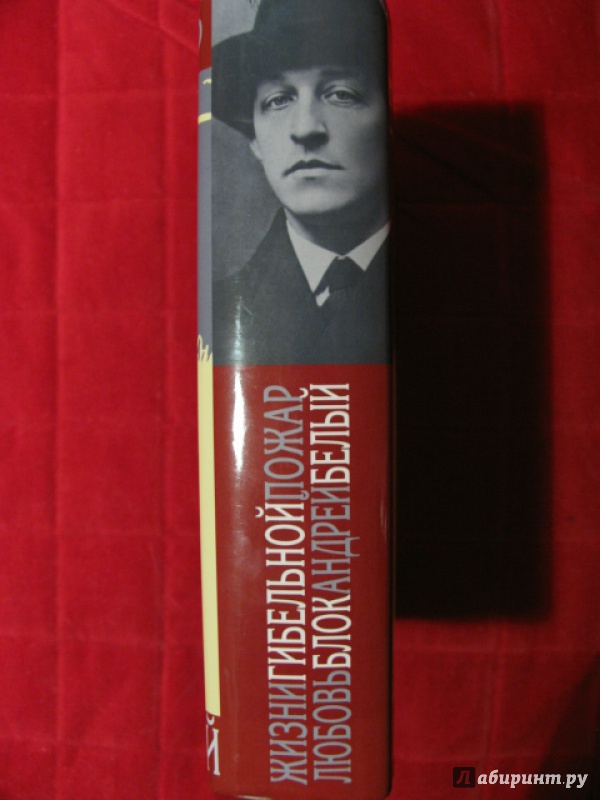 ЖИЗНИГИБЕЛЬНОЙПОЖАР
ЛЮБОВЬБЛОКАНДРЕЙБЕЛЫЙ
Й
Лабиринт.ру